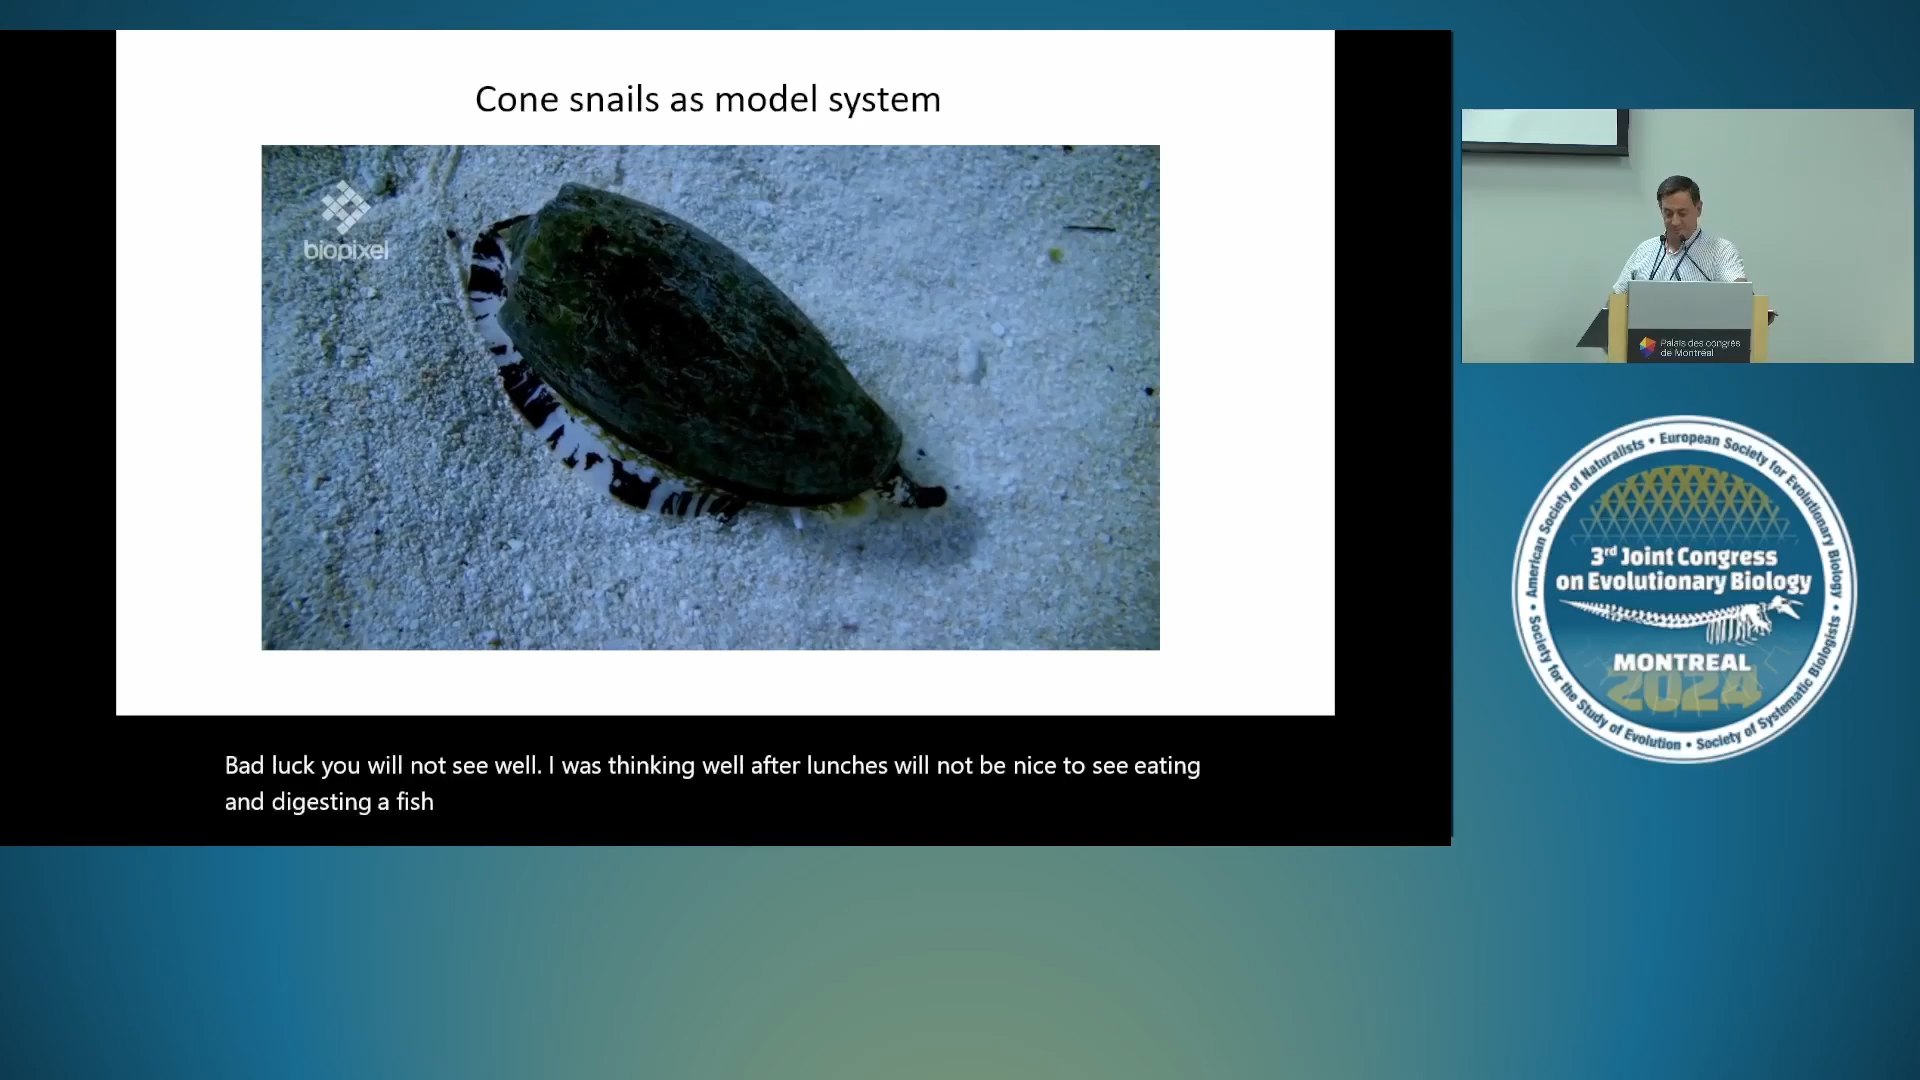 Cone snails as model system
biopixel
Bad luck you will not see well. I was thinking well after lunches will not be nice to see eating
and digesting a fish
Palais des congrès
de Montréal
American Society of Naturalists • European Society for Evolutionary Biology • Society of Systematic Biologists • Society for the Study of Evolution •
3rd Joint Congress
on Evolutionary Biology
MONTREAL
2024